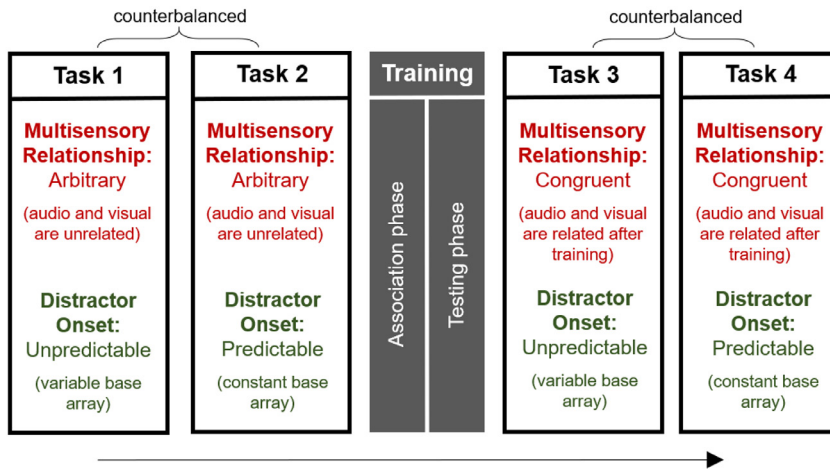 counterbalanced
counterbalanced
Task 1
Multisensory
Relationship:
Arbitrary
(audio and visual
are unrelated)
Distractor
Onset:
Unpredictable
(variable base
array)
Task 2
Multisensory
Relationship:
Arbitrary
(audio and visual
are unrelated)
Distractor
Onset:
Predictable
(constant base
array)
Training
Association phase
Testing phase
Task 3
Multisensory
Relationship:
Congruent
(audio and visual
are related after
training)
Distractor
Onset:
Unpredictable
(variable base
array)
Task 4
Multisensory
Relationship:
Congruent
(audio and visual
are related after
training)
Distractor
Onset:
Predictable
(constant base
array)